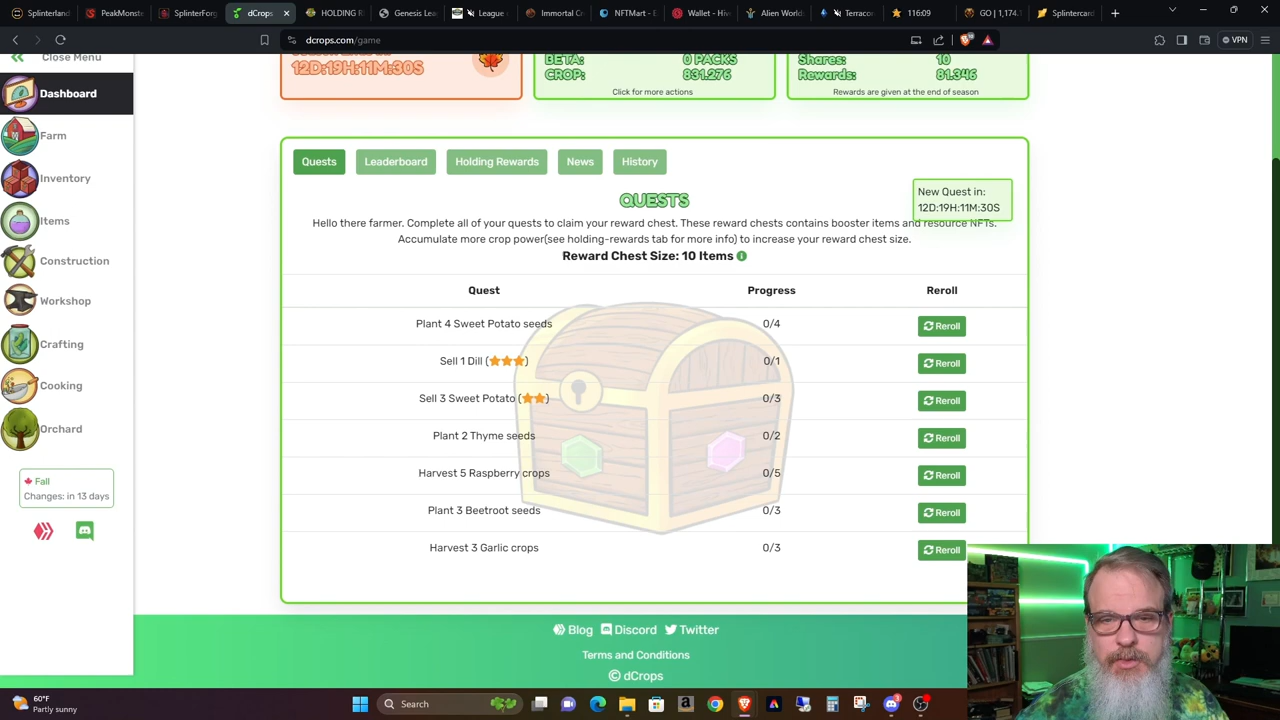 Splinterland
PeakMonste
SplinterForg
dCrops
HOLDING R
Genesis Lea
League
Immortal Cr
NFTMart - E
Wallet - Hiv
Alien World
Terracor
116:09
GO | 1,174.1
Splintercard
dcrops.com/game
VPN
Close Menu
Dashboard
Farm
Inventory
Items
Construction
Workshop
Crafting
Cooking
Orchard
Fall
Changes: in 13 days
12D:19H:11M:30S
BETA: 0 PACKS
CROP: 831.276
Click for more actions
Shares: 10
Rewards: 81.346
Rewards are given at the end of season
Quests
Leaderboard
Holding Rewards
News
History
New Quest in:
12D:19H:11M:30S
QUESTS
Hello there farmer. Complete all of your quests to claim your reward chest. These reward chests contains booster items and resource NFTs.
Accumulate more crop power(see holding-rewards tab for more info) to increase your reward chest size.
Reward Chest Size: 10 Items
Quest Progress Reroll
Plant 4 Sweet Potato seeds 0/4 Reroll
Sell 1 Dill (★★★) 0/1 Reroll
Sell 3 Sweet Potato (★★) 0/3 Reroll
Plant 2 Thyme seeds 0/2 Reroll
Harvest 5 Raspberry crops 0/5 Reroll
Plant 3 Beetroot seeds 0/3 Reroll
Harvest 3 Garlic crops 0/3 Reroll
Blog Discord Twitter
Terms and Conditions
© dCrops
60°F
Partly sunny
Search